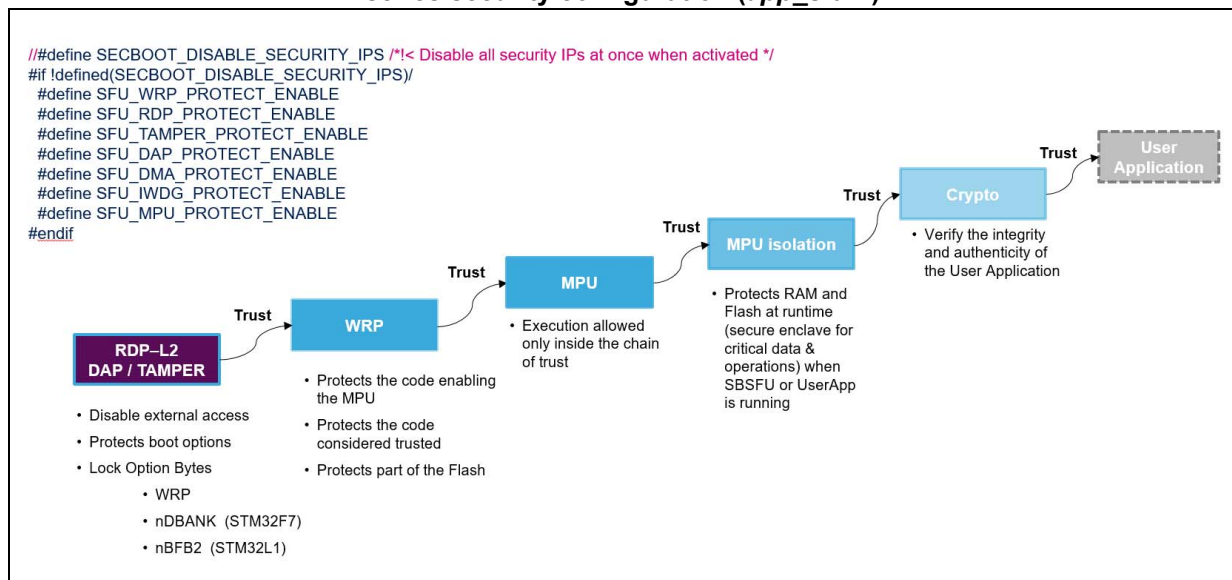 //#define SECBOOT_DISABLE_SECURITY_IPS /*!< Disable all security IPs at once when activated */
#if !defined(SECBOOT_DISABLE_SECURITY_IPS)/
#define SFU_WRP_PROTECT_ENABLE
#define SFU_RDP_PROTECT_ENABLE
#define SFU_TAMPER_PROTECT_ENABLE
#define SFU_DAP_PROTECT_ENABLE
#define SFU_DMA_PROTECT_ENABLE
#define SFU_IWDG_PROTECT_ENABLE
#define SFU_MPU_PROTECT_ENABLE
#endif
RDP–L2
DAP / TAMPER
• Disable external access
• Protects boot options
• Lock Option Bytes
• WRP
• nDBANK (STM32F7)
• nBFB2 (STM32L1)
Trust
WRP
• Protects the code enabling
the MPU
• Protects the code
considered trusted
• Protects part of the Flash
Trust
MPU
• Execution allowed
only inside the chain
of trust
Trust
MPU isolation
• Protects RAM and
Flash at runtime
(secure enclave for
critical data &
operations) when
SBSFU or UserApp
is running
Trust
Crypto
• Verify the integrity
and authenticity of
the User Application
Trust
User
Application